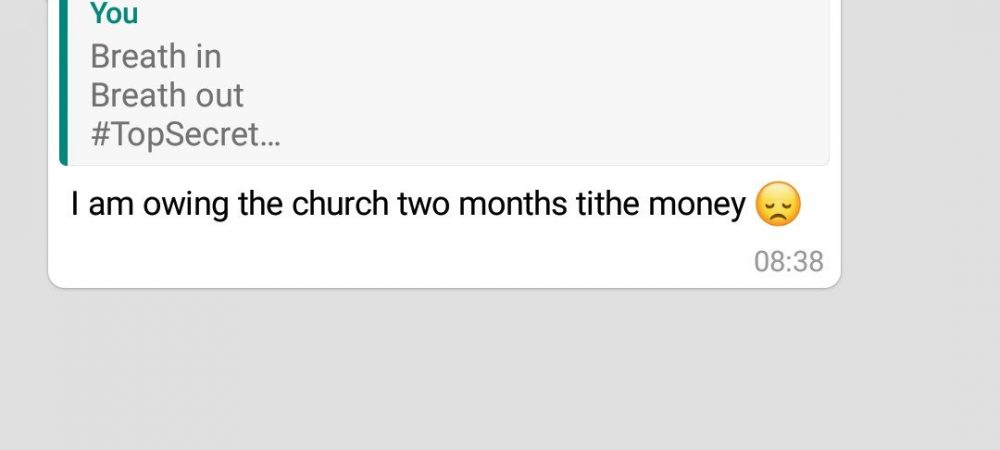 You
Breath in
Breath out
#TopSecret...
I am owing the church two months tithe money 😞
08:38